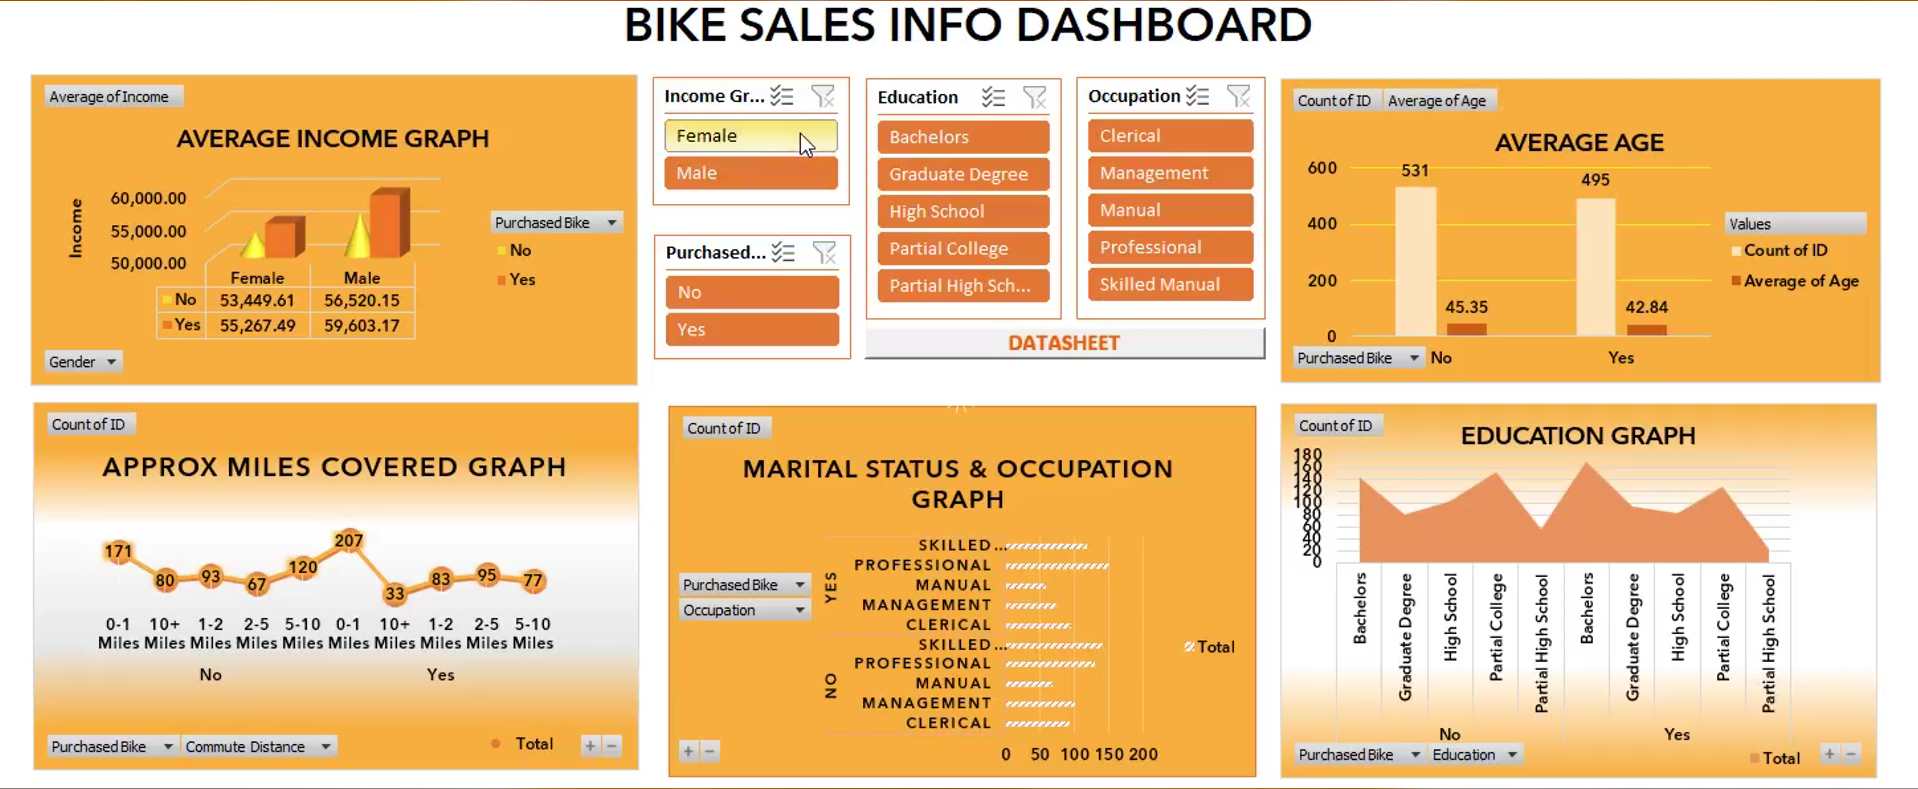 BIKE SALES INFO DASHBOARD
Average of Income
AVERAGE INCOME GRAPH
Income
60,000.00
55,000.00
50,000.00
Female Male
No 53,449.61 56,520.15
Yes 55,267.49 59,603.17
Purchased Bike
No
Yes
Gender
Income Gr...
Female
Male
Purchased...
No
Yes
Education
Bachelors
Graduate Degree
High School
Partial College
Partial High Sch...
Occupation
Clerical
Management
Manual
Professional
Skilled Manual
DATASHEET
Count of ID Average of Age
AVERAGE AGE
600
400
200
0
531
45.35
495
42.84
Values
Count of ID
Average of Age
Purchased Bike
No Yes
Count of ID
APPROX MILES COVERED GRAPH
171 80 93 67 120 207 33 83 95 77
0-1 10+ 1-2 2-5 5-10 0-1 10+ 1-2 2-5 5-10
Miles Miles Miles Miles Miles Miles Miles Miles Miles Miles
No Yes
Purchased Bike Commute Distance
Total
+ −
Count of ID
MARITAL STATUS & OCCUPATION
GRAPH
Purchased Bike
Occupation
YES
SKILLED...
PROFESSIONAL
MANUAL
MANAGEMENT
CLERICAL
NO
SKILLED...
PROFESSIONAL
MANUAL
MANAGEMENT
CLERICAL
0 50 100 150 200
Total
+ −
Count of ID
EDUCATION GRAPH
180
160
140
120
100
80
60
40
20
0
Bachelors
Graduate Degree
High School
Partial College
Partial High School
Bachelors
Graduate Degree
High School
Partial College
Partial High School
No Yes
Purchased Bike Education
Total
+ −